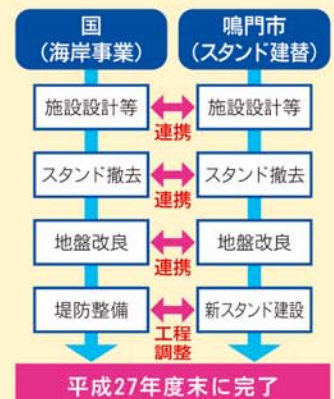 国 鳴門市
(海岸事業) (スタンド建替)
施設設計等 施設設計等
連携
スタンド撤去 スタンド撤去
連携
地盤改良 地盤改良
連携
堤防整備 新スタンド建設
工程
調整
平成27年度末に完了